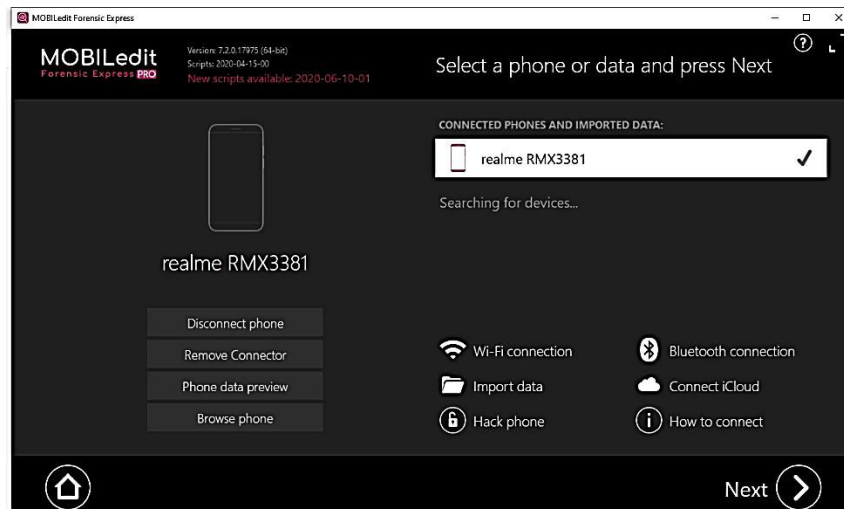 MOBILedit Forensic Express
MOBILedit
Forensic Express PRO
Version: 7.2.0.17975 (64-bit)
Scripts: 2020-04-15-00
New scripts available: 2020-06-10-01
Select a phone or data and press Next
?
CONNECTED PHONES AND IMPORTED DATA:
realme RMX3381
Searching for devices...
realme RMX3381
Disconnect phone
Remove Connector
Phone data preview
Browse phone
Wi-Fi connection
Bluetooth connection
Import data
Connect iCloud
Hack phone
How to connect
Next